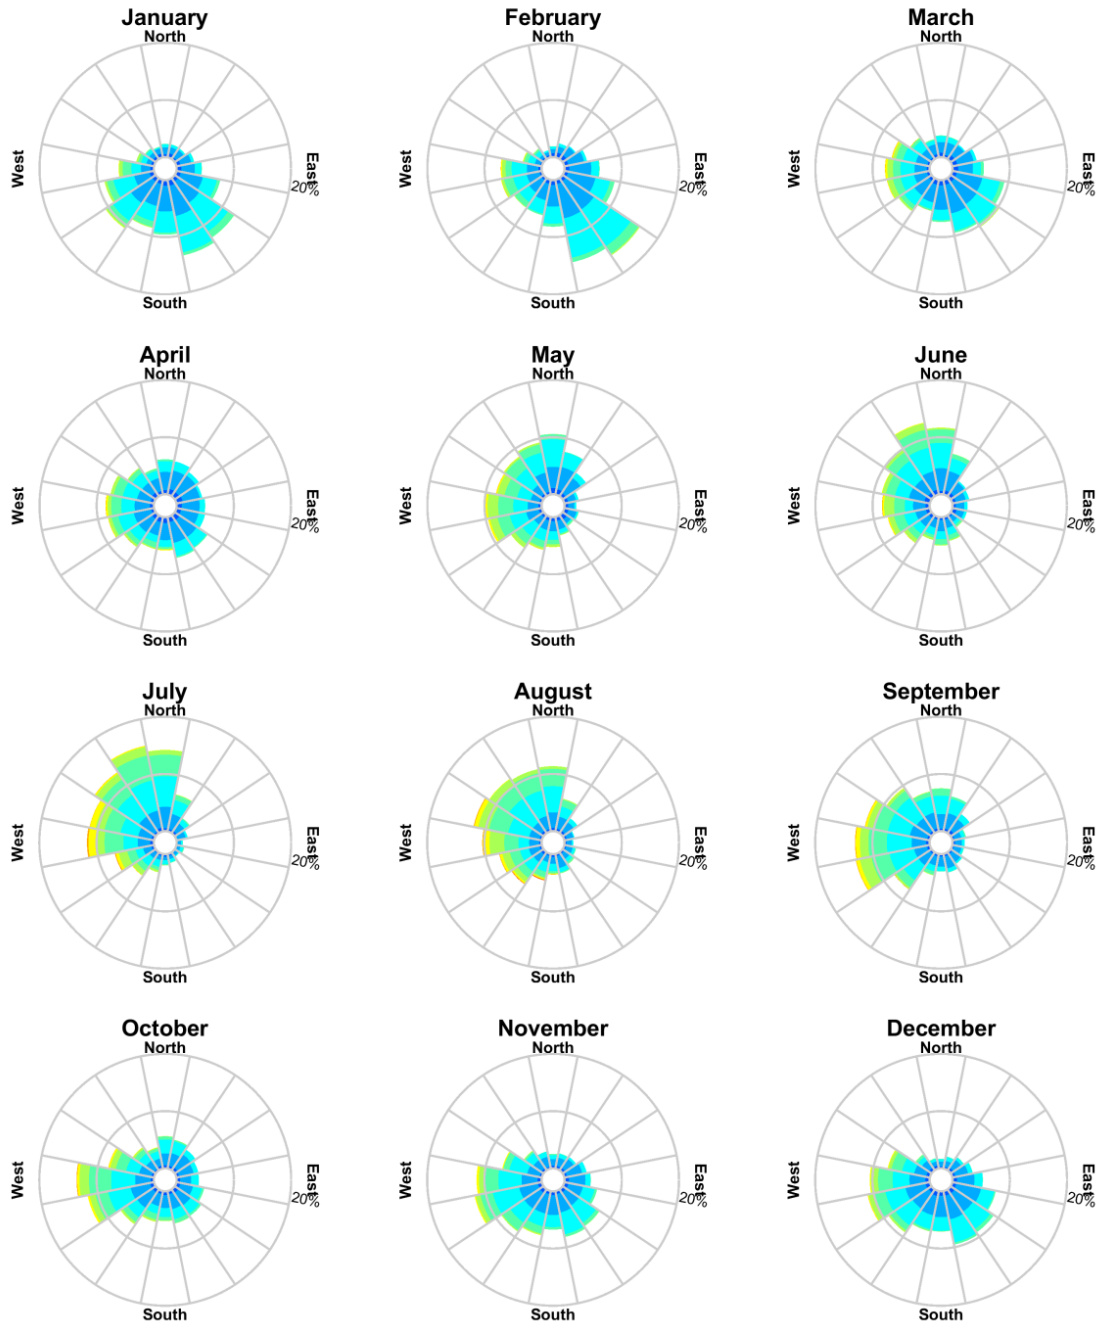 January February March
North North North
West East West East West East
20% 20% 20%
South South South
April May June
North North North
West East West East West East
20% 20% 20%
South South South
July August September
North North North
West East West East West East
20% 20% 20%
South South South
October November December
North North North
West East West East West East
20% 20% 20%
South South South